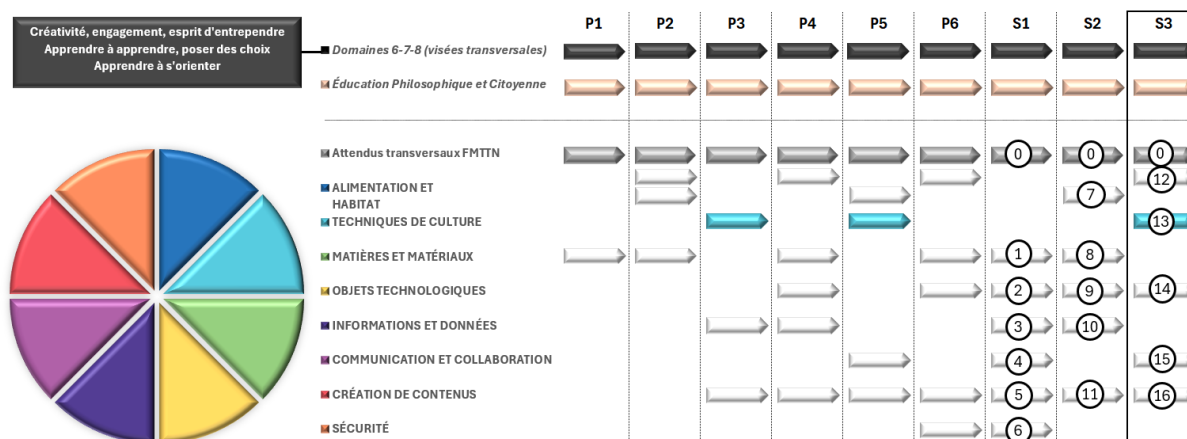 Créativité, engagement, esprit d'entrependre
Apprendre à apprendre, poser des choix
Apprendre à s'orienter
P1 P2 P3 P4 P5 P6 S1 S2 S3
Domaines 6-7-8 (visées transversales)
Éducation Philosophique et Citoyenne
Attendus transversaux FMTTN 0 0 0
12
ALIMENTATION ET
HABITAT
7
TECHNIQUES DE CULTURE 13
MATIÈRES ET MATÉRIAUX 1 8
OBJETS TECHNOLOGIQUES 2 9 14
INFORMATIONS ET DONNÉES 3 10
COMMUNICATION ET COLLABORATION 4 15
CRÉATION DE CONTENUS 5 11 16
SÉCURITÉ 6